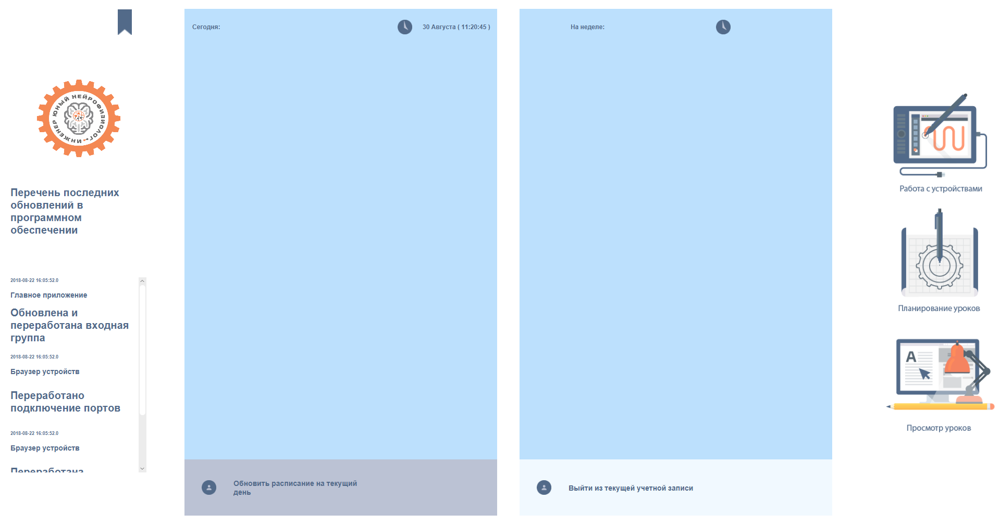 ИНЖЕНЕР ЮНЫЙ НЕЙРОФИЗИОЛОГ
Перечень последних
обновлений в
программном
обеспечении
2018-08-22 16:05:52.0
Главное приложение
Обновлена и
переработана входная
группа
2018-08-22 16:05:52.0
Браузер устройств
Переработано
подключение портов
2018-08-22 16:05:52.0
Браузер устройств
Переработана
Сегодня:
30 Августа ( 11:20:45 )
Обновить расписание на текущий
день
На неделе:
Выйти из текущей учетной записи
Работа с устройствами
Планирование уроков
A
Просмотр уроков